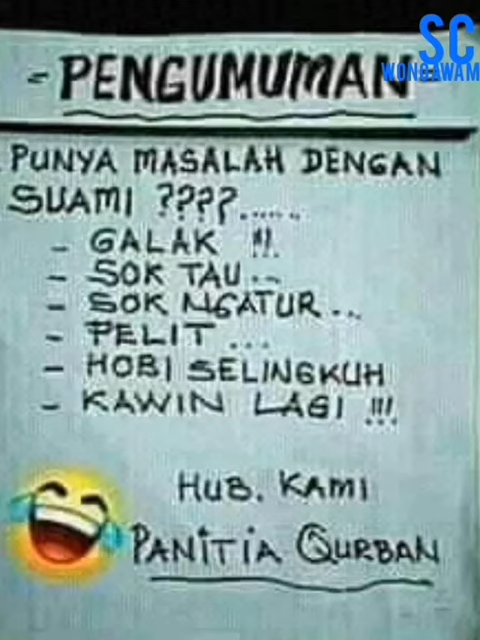 SC
WONGAWAM
- PENGUMUMAN -
PUNYA MASALAH DENGAN
SUAMI ????......
- GALAK !!!
- SOK TAU...
- SOK NGATUR...
- PELIT ...
- HOBI SELINGKUH
- KAWIN LAGI !!!
HUB. KAMI
PANITIA QURBAN